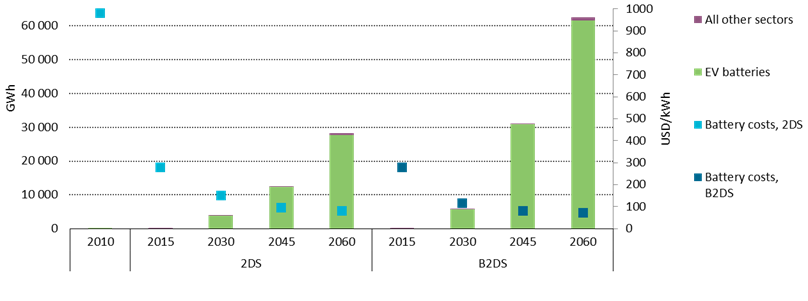 60 000
50 000
40 000
30 000
20 000
10 000
0
GWh
1000
900
800
700
600
500
400
300
200
100
0
USD/kWh
2010 2015 2030 2045 2060 2015 2030 2045 2060
2DS B2DS
All other sectors
EV batteries
Battery costs, 2DS
Battery costs,
B2DS